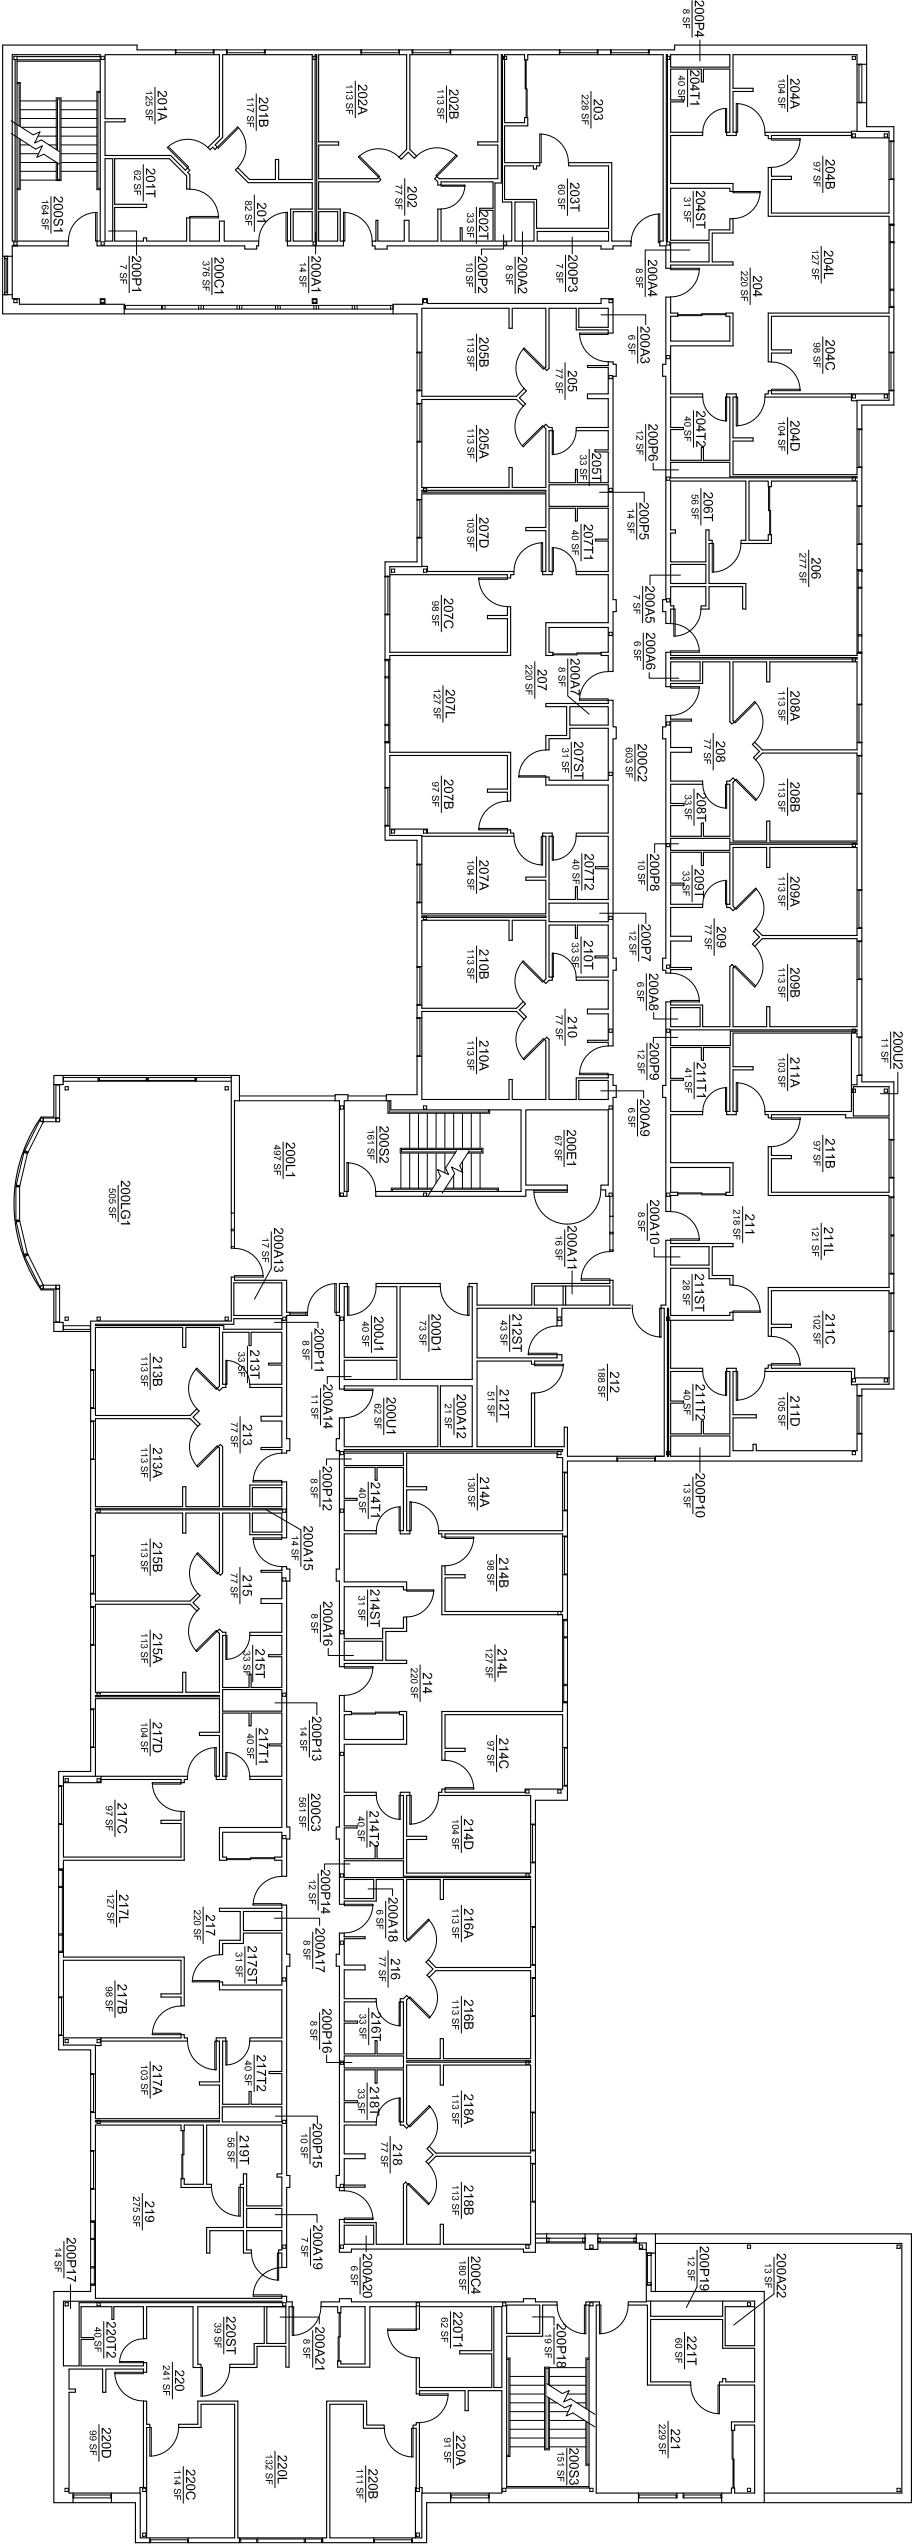 200P4
8 SF
204A
104 SF
204T1
40 SF
204B
97 SF
204ST
31 SF
204L
127 SF
204
220 SF
200A4
8 SF
204C
98 SF
204D
104 SF
204T2
40 SF
200P6
12 SF
201A
125 SF
201B
117 SF
201T
62 SF
201
82 SF
200S1
164 SF
200P1
7 SF
200C1
376 SF
200A1
14 SF
202A
113 SF
202B
113 SF
202
77 SF
202T
33 SF
200P2
10 SF
200A2
8 SF
203
228 SF
203T
60 SF
200P3
7 SF
200A3
6 SF
205B
113 SF
205
77 SF
205A
113 SF
205T
33 SF
200P5
14 SF
206T
56 SF
206
277 SF
200A5
7 SF
200A6
6 SF
207D
103 SF
207T1
40 SF
207C
98 SF
207
220 SF
200A7
8 SF
207L
127 SF
207ST
31 SF
207B
97 SF
207A
104 SF
207T2
40 SF
200P7
12 SF
200C2
603 SF
208A
113 SF
208
77 SF
208B
113 SF
208T
33 SF
200P8
10 SF
209T
33 SF
209A
113 SF
209
77 SF
209B
113 SF
200A8
6 SF
200P9
12 SF
210B
113 SF
210T
33 SF
210
77 SF
210A
113 SF
200A9
6 SF
200U2
11 SF
211A
103 SF
211T1
41 SF
211B
97 SF
211
218 SF
211L
121 SF
200A10
8 SF
211ST
28 SF
211C
102 SF
211D
105 SF
211T2
40 SF
200P10
13 SF
200S2
161 SF
200E1
67 SF
200L1
497 SF
200LG1
505 SF
200A13
17 SF
200A11
16 SF
212ST
43 SF
212
188 SF
212T
51 SF
200J1
40 SF
200D1
73 SF
200P11
8 SF
200A14
11 SF
200U1
62 SF
200A12
21 SF
213B
113 SF
213T
33 SF
213
77 SF
213A
113 SF
200P12
8 SF
214A
130 SF
214T1
40 SF
214B
98 SF
214ST
31 SF
200A16
8 SF
214L
127 SF
214
220 SF
214C
97 SF
214T2
40 SF
214D
104 SF
200P14
12 SF
200A15
14 SF
215B
113 SF
215
77 SF
215A
113 SF
215T
33 SF
200P13
14 SF
217D
104 SF
217T1
40 SF
217C
97 SF
200C3
561 SF
217L
127 SF
217
220 SF
200A17
8 SF
217ST
31 SF
217B
98 SF
217A
103 SF
217T2
40 SF
200P15
10 SF
200A18
6 SF
216A
113 SF
216
77 SF
216B
113 SF
216T
33 SF
200P16
8 SF
218T
33 SF
218A
113 SF
218
77 SF
218B
113 SF
200A20
6 SF
219T
56 SF
219
275 SF
200A19
7 SF
200C4
180 SF
200P17
14 SF
220T2
40 SF
220ST
39 SF
220
241 SF
200A21
8 SF
220T1
62 SF
220D
99 SF
220C
114 SF
220L
132 SF
220B
111 SF
220A
91 SF
200P18
19 SF
200S3
151 SF
200P19
12 SF
200A22
13 SF
221T
60 SF
221
229 SF